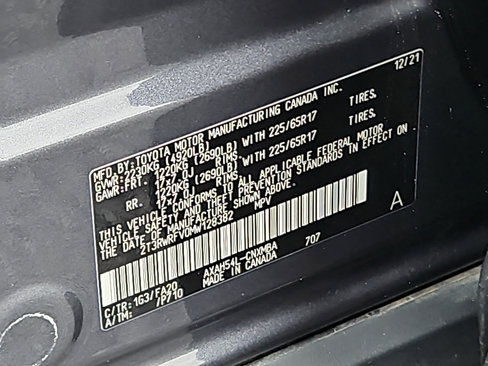 MFD. BY: TOYOTA MOTOR MANUFACTURING CANADA INC. 12/21
GVWR: 2230KG (4920LB)
GAWR: FRT. 1220KG (2690LB) WITH 225/65R17 TIRES,
17X7.0J RIMS
RR. 1220KG (2690LB) WITH 225/65R17 TIRES,
17X7.0J RIMS
THIS VEHICLE CONFORMS TO ALL APPLICABLE FEDERAL MOTOR
VEHICLE SAFETY AND THEFT PREVENTION STANDARDS IN EFFECT ON
THE DATE OF MANUFACTURE SHOWN ABOVE.
2T3RWRFV0MW128382 MPV A
C/TR: 1G3/FA20 AXAH54L-CNXMBA 707
A/TM: /P710 MADE IN CANADA